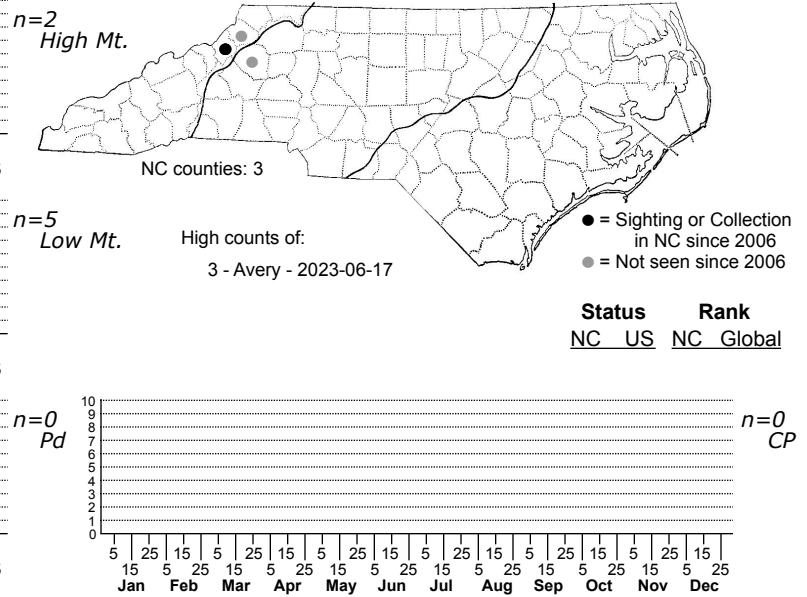 n=2
High Mt.
NC counties: 3
n=5
Low Mt.
High counts of:
3 - Avery - 2023-06-17
= Sighting or Collection
in NC since 2006
= Not seen since 2006
Status Rank
NC US NC Global
n=0
Pd
10
9
8
7
6
5
4
3
2
1
0
n=0
CP
5 25 15 5 25 15 5 25 15 5 25 15 5 25 15 5 25 15
15 5 25 15 5 25 15 5 25 15 5 25 15 5 25 15 5 25
Jan Feb Mar Apr May Jun Jul Aug Sep Oct Nov Dec